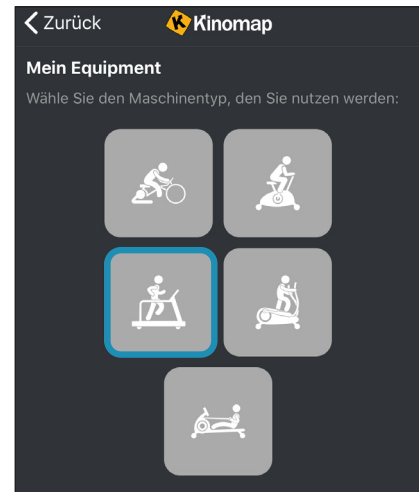 Zurück
Kinomap
Mein Equipment
Wähle Sie den Maschinentyp, den Sie nutzen werden: